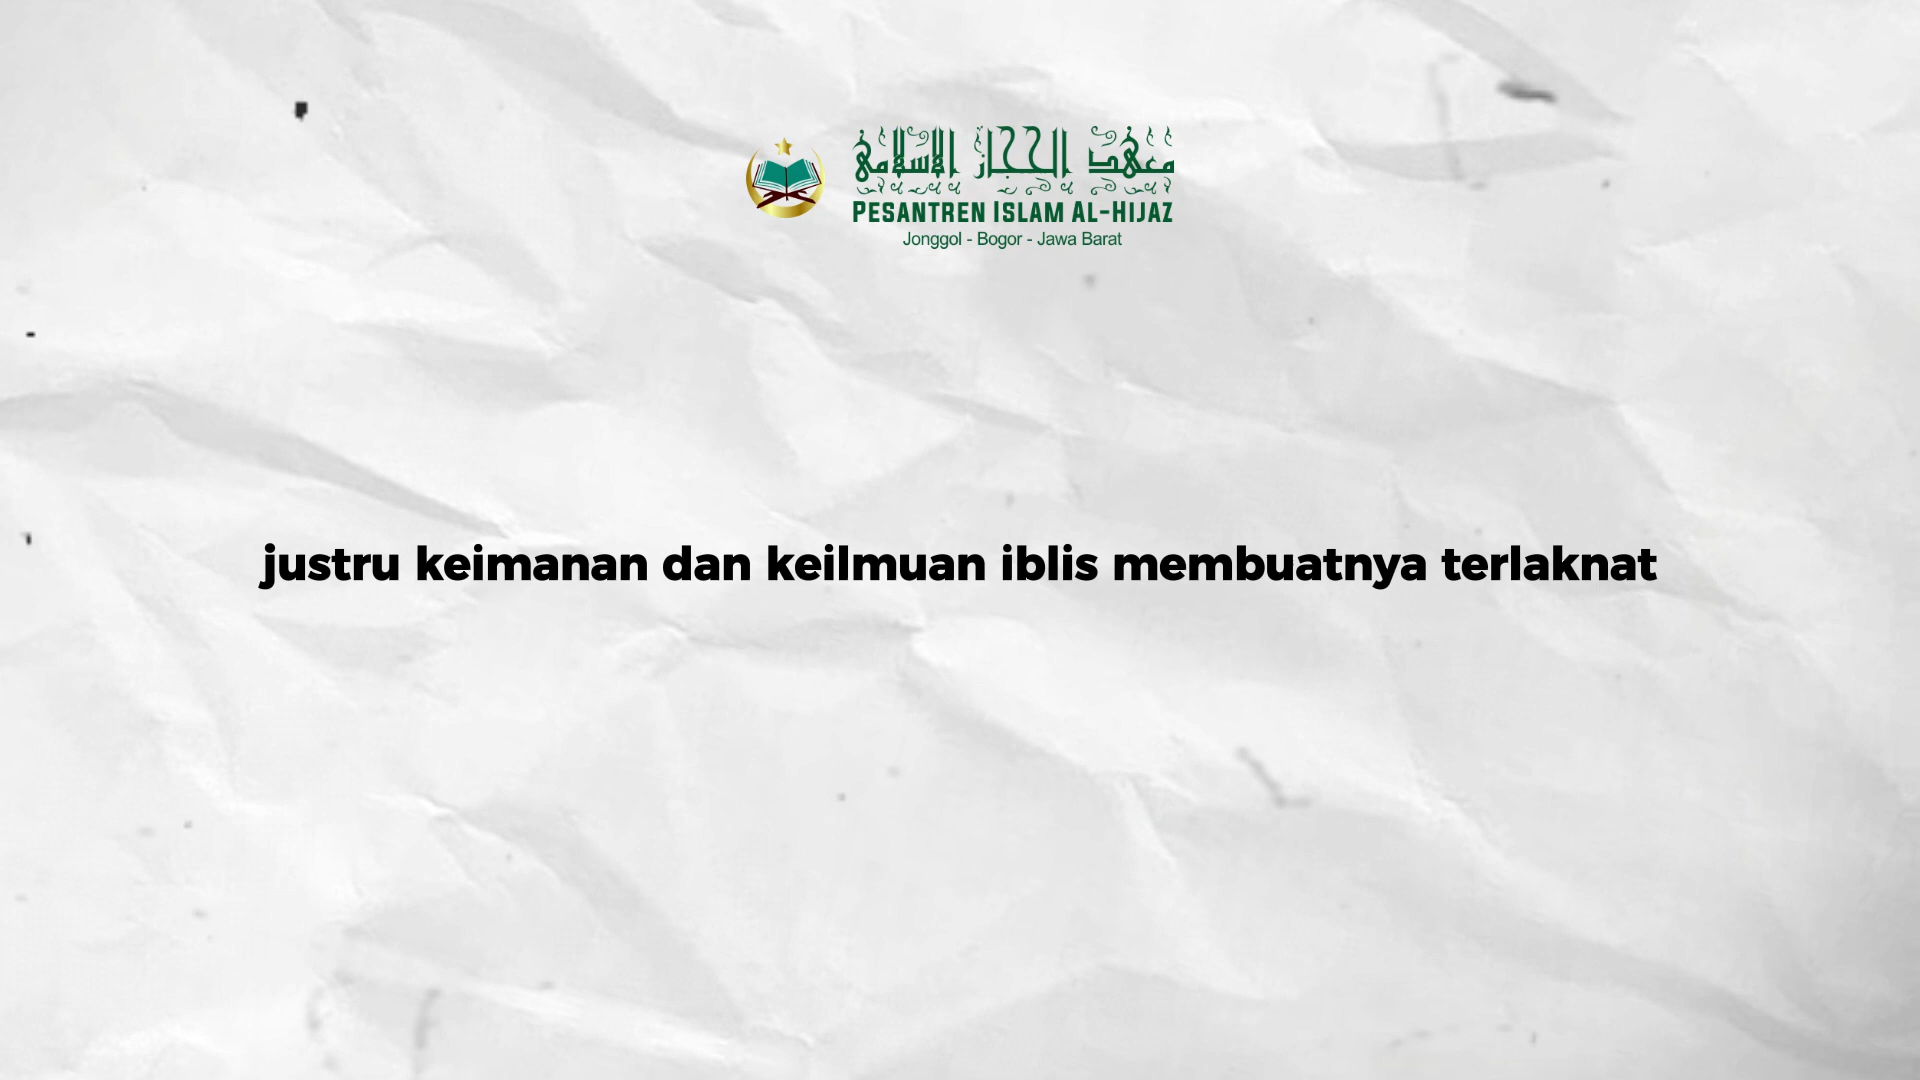 معهد الحجاز الإسلامي
PESANTREN ISLAM AL-HIJAZ
Jonggol - Bogor - Jawa Barat
justru keimanan dan keilmuan iblis membuatnya terlaknat